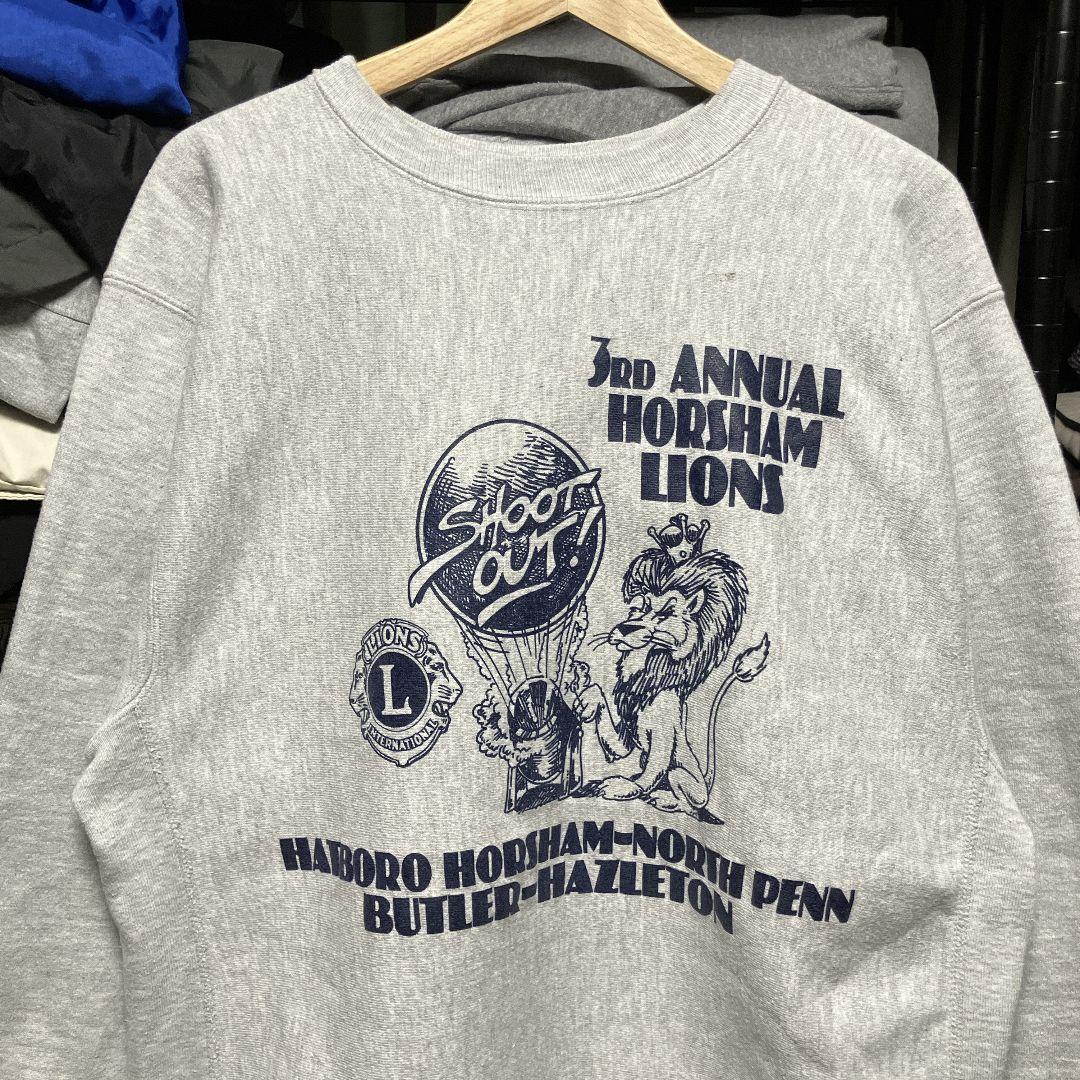 3RD ANNUAL
HORSHAM
LIONS
SHOOT
OUT!
LIONS
L
INTERNATIONAL
HATBORO HORSHAM-NORTH PENN
BUTLER-HAZLETON